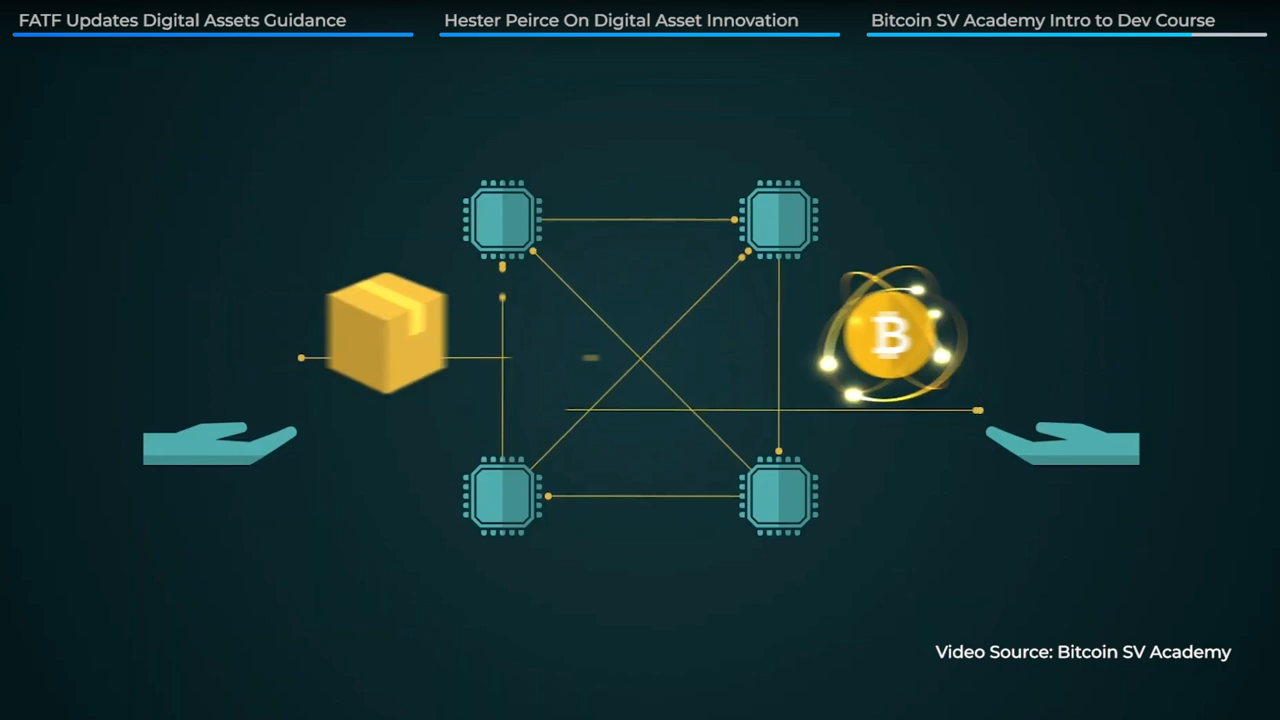 FATF Updates Digital Assets Guidance
Hester Peirce On Digital Asset Innovation
Bitcoin SV Academy Intro to Dev Course
Video Source: Bitcoin SV Academy